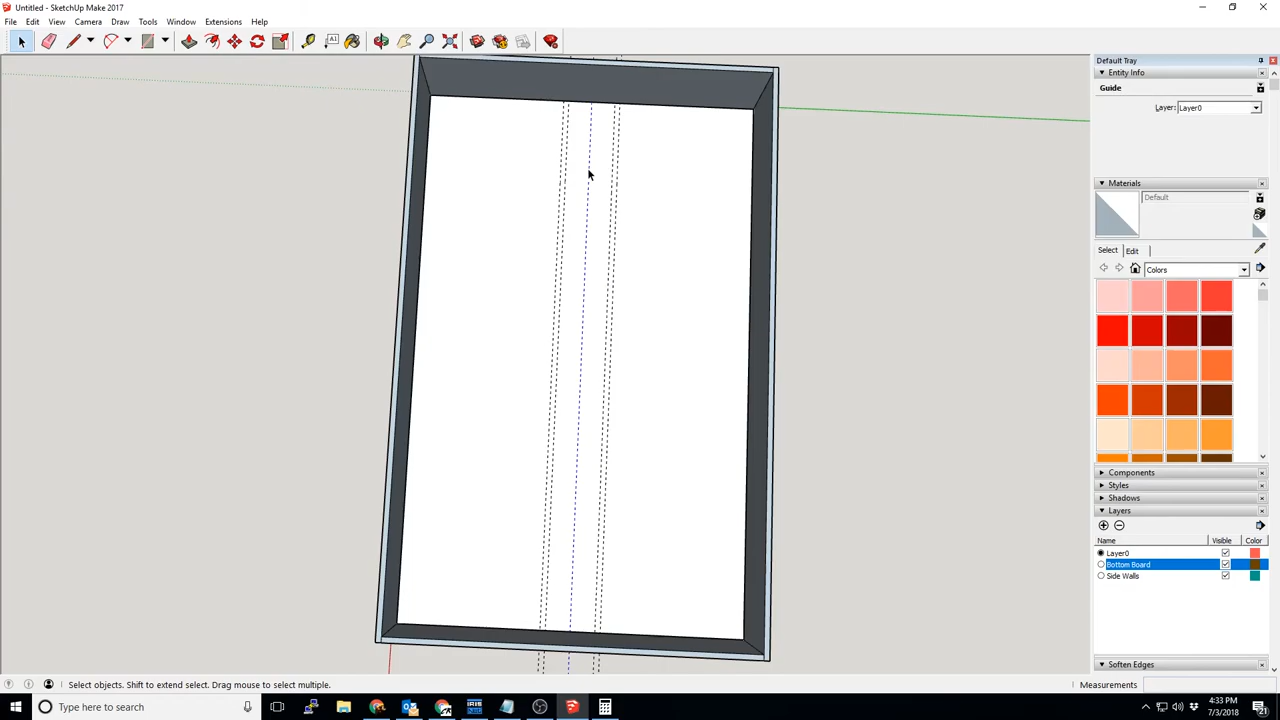 Untitled - SketchUp Make 2017
File Edit View Camera Draw Tools Window Extensions Help
A1
Default Tray
Entity Info
Guide
Layer: Layer0
Materials
Default
Select Edit
Colors
Components
Styles
Shadows
Layers
Name Visible Color
Layer0
Bottom Board
Side Walls
Soften Edges
Select objects. Shift to extend select. Drag mouse to select multiple.
Measurements
Type here to search
4:33 PM
7/3/2018